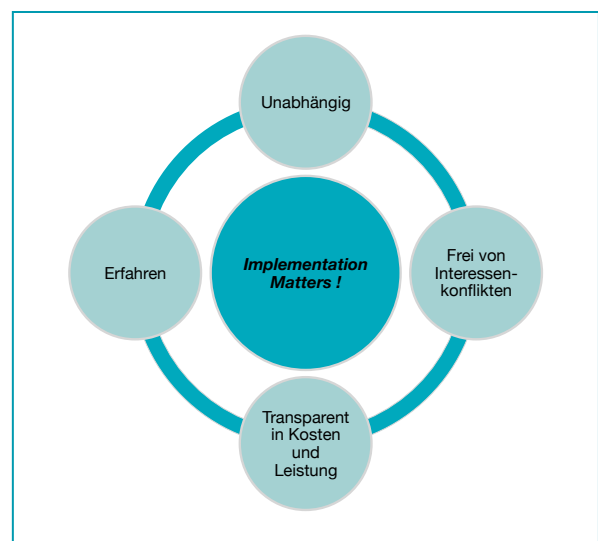 Unabhängig
Erfahren
Implementation
Matters !
Frei von
Interessen-
konflikten
Transparent
in Kosten
und
Leistung